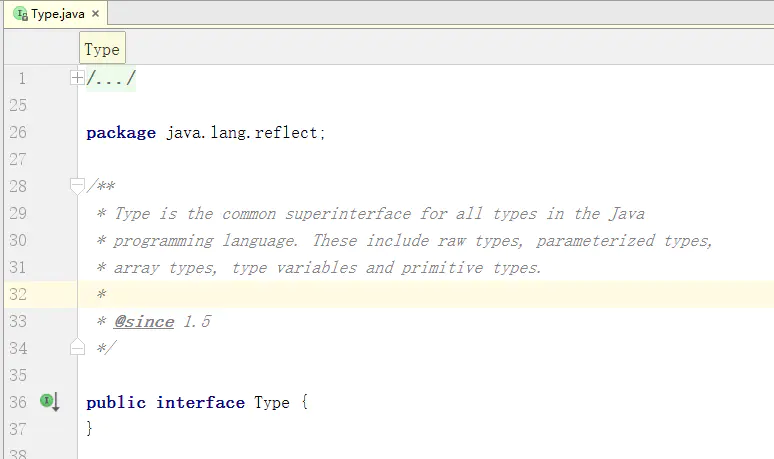 Type.java
Type
1 /.../
25
26 package java.lang.reflect;
27
28 /**
29 * Type is the common superinterface for all types in the Java
30 * programming language. These include raw types, parameterized types,
31 * array types, type variables and primitive types.
32 *
33 * @since 1.5
34 */
35
36 public interface Type {
37 }
38